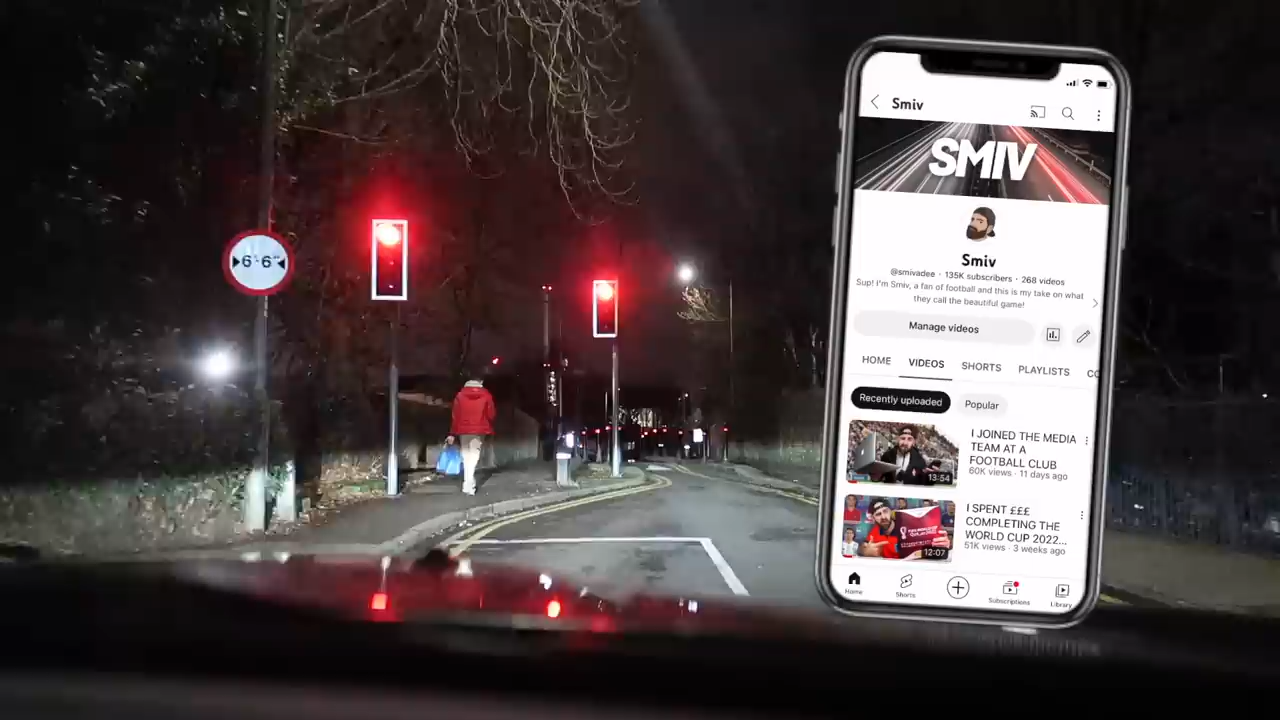 6'-6"
Smiv
SMIV
Smiv
@smivadee · 135K subscribers · 268 videos
Sup! I'm Smiv, a fan of football and this is my take on what
they call the beautiful game!
Manage videos
HOME VIDEOS SHORTS PLAYLISTS CO
Recently uploaded Popular
I JOINED THE MEDIA
TEAM AT A
FOOTBALL CLUB
60K views · 11 days ago
13:54
I SPENT £££
COMPLETING THE
WORLD CUP 2022...
51K views · 3 weeks ago
12:07
Home Shorts Subscriptions Library